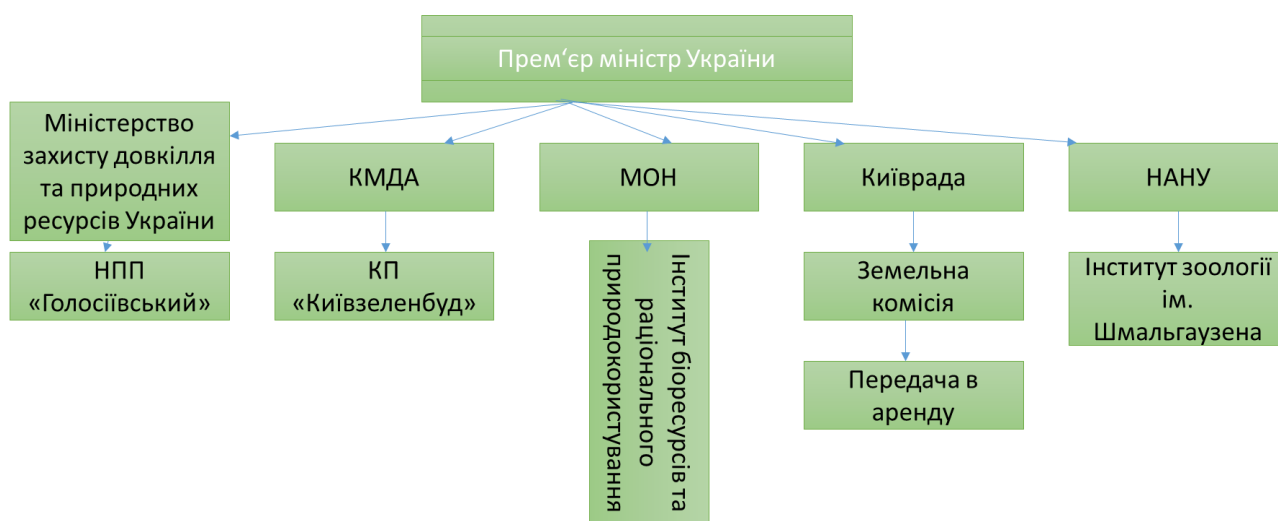 Прем‘єр міністр України
Міністерство
захисту довкілля
та природних
ресурсів України
КМДА
МОН
Київрада
НАНУ
НПП
«Голосіївський»
КП
«Київзеленбуд»
Інститут біоресурсів та
раціонального
природокористування
Земельна
комісія
Інститут зоології
ім.
Шмальгаузена
Передача в
аренду